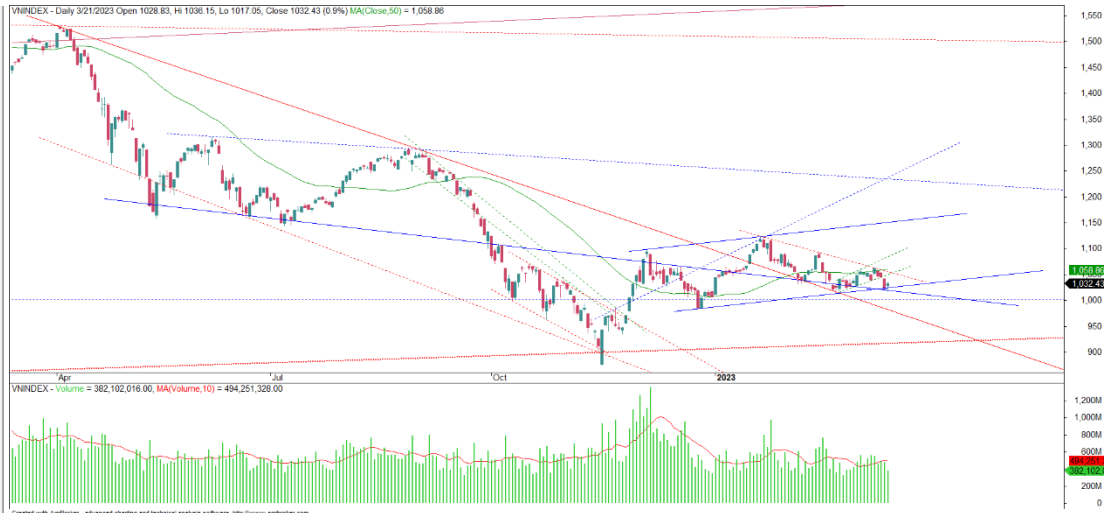 VNINDEX - Daily 3/21/2023 Open 1028.83, Hi 1036.15, Lo 1017.05, Close 1032.43 (0.9%) MA(Close,50) = 1,058.86
1,550
1,500
1,450
1,400
1,350
1,300
1,250
1,200
1,150
1,100
1,058.86
1,032.43
1,000
950
900
Apr
Jul
Oct
2023
VNINDEX - Volume = 382,102,016.00, MA(Volume,10) = 494,251,328.00
1,200M
1,000M
800M
600M
494,251,
382,102,0
200M
0